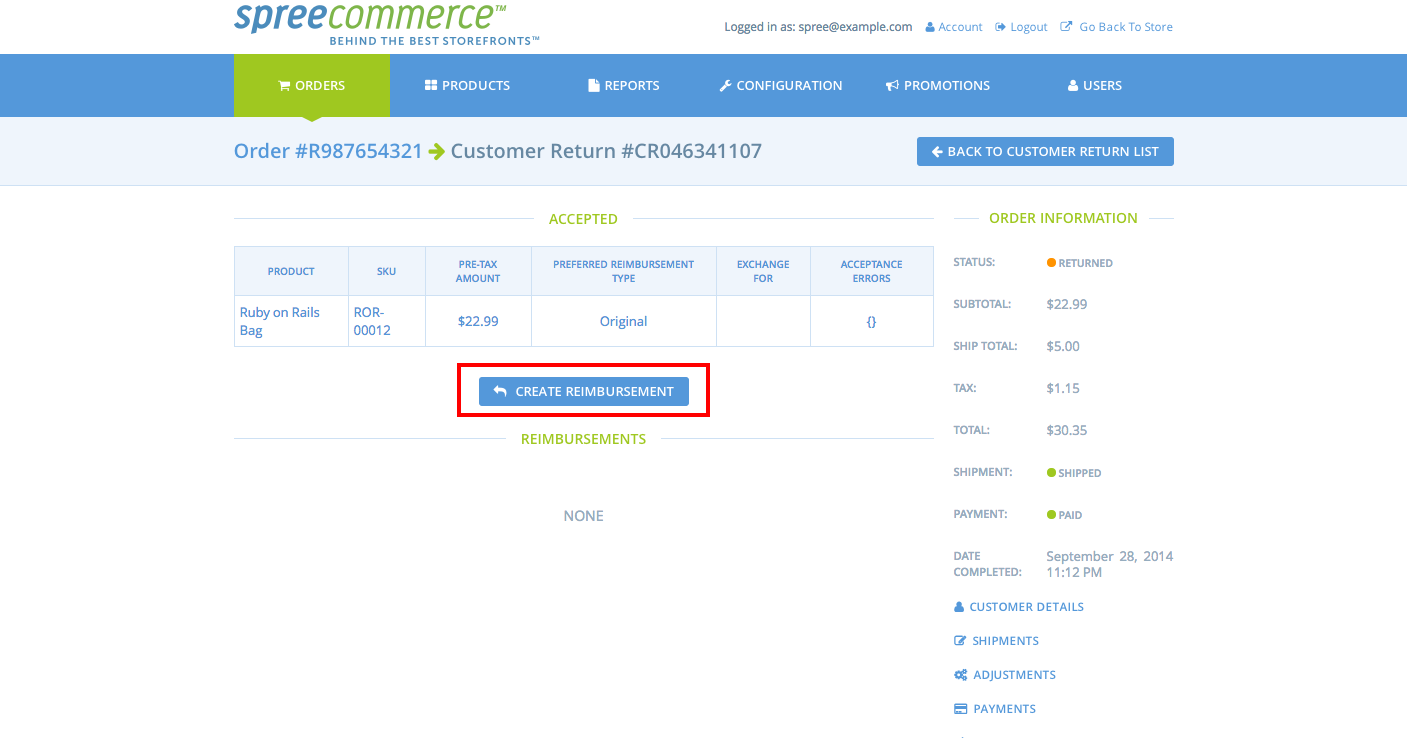 spreecommerce™
BEHIND THE BEST STOREFRONTS™
Logged in as: spree@example.com Account Logout Go Back To Store
ORDERS PRODUCTS REPORTS CONFIGURATION PROMOTIONS USERS
Order #R987654321 Customer Return #CR046341107
BACK TO CUSTOMER RETURN LIST
ACCEPTED
PRODUCT
SKU
PRE-TAX
AMOUNT
PREFERRED REIMBURSEMENT
TYPE
EXCHANGE
FOR
ACCEPTANCE
ERRORS
Ruby on Rails
Bag
ROR-
00012
$22.99
Original
{}
CREATE REIMBURSEMENT
REIMBURSEMENTS
NONE
ORDER INFORMATION
STATUS: RETURNED
SUBTOTAL: $22.99
SHIP TOTAL: $5.00
TAX: $1.15
TOTAL: $30.35
SHIPMENT: SHIPPED
PAYMENT: PAID
DATE
COMPLETED:
September 28, 2014
11:12 PM
CUSTOMER DETAILS
SHIPMENTS
ADJUSTMENTS
PAYMENTS